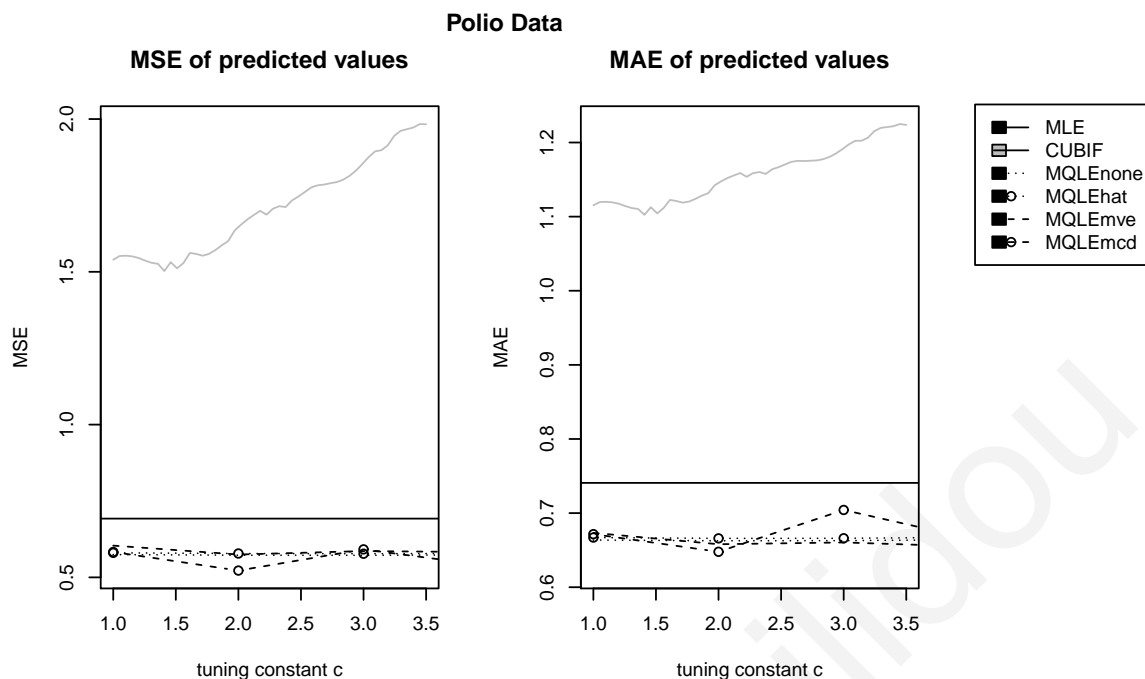 Polio Data
MSE of predicted values
MSE
2.0
1.5
1.0
0.5
1.0 1.5 2.0 2.5 3.0 3.5
tuning constant c
MAE of predicted values
MAE
1.2
1.1
1.0
0.9
0.8
0.7
0.6
1.0 1.5 2.0 2.5 3.0 3.5
tuning constant c
MLE
CUBIF
MQLEnone
MQLEhat
MQLEmve
MQLEmcd